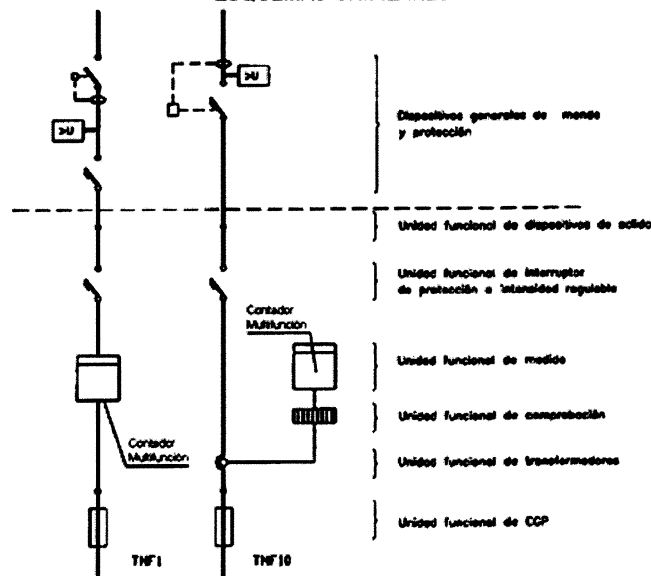 >U
>U
Dispositivos generales de mando
y protección
Unidad funcional de dispositivos de salida
Unidad funcional de interruptor
de protección a intensidad regulable
Contador
Multifunción
Unidad funcional de medida
Unidad funcional de comprobación
Contador
Multifunción
Unidad funcional de transformadores
Unidad funcional de CGP
TMF1
TMF10